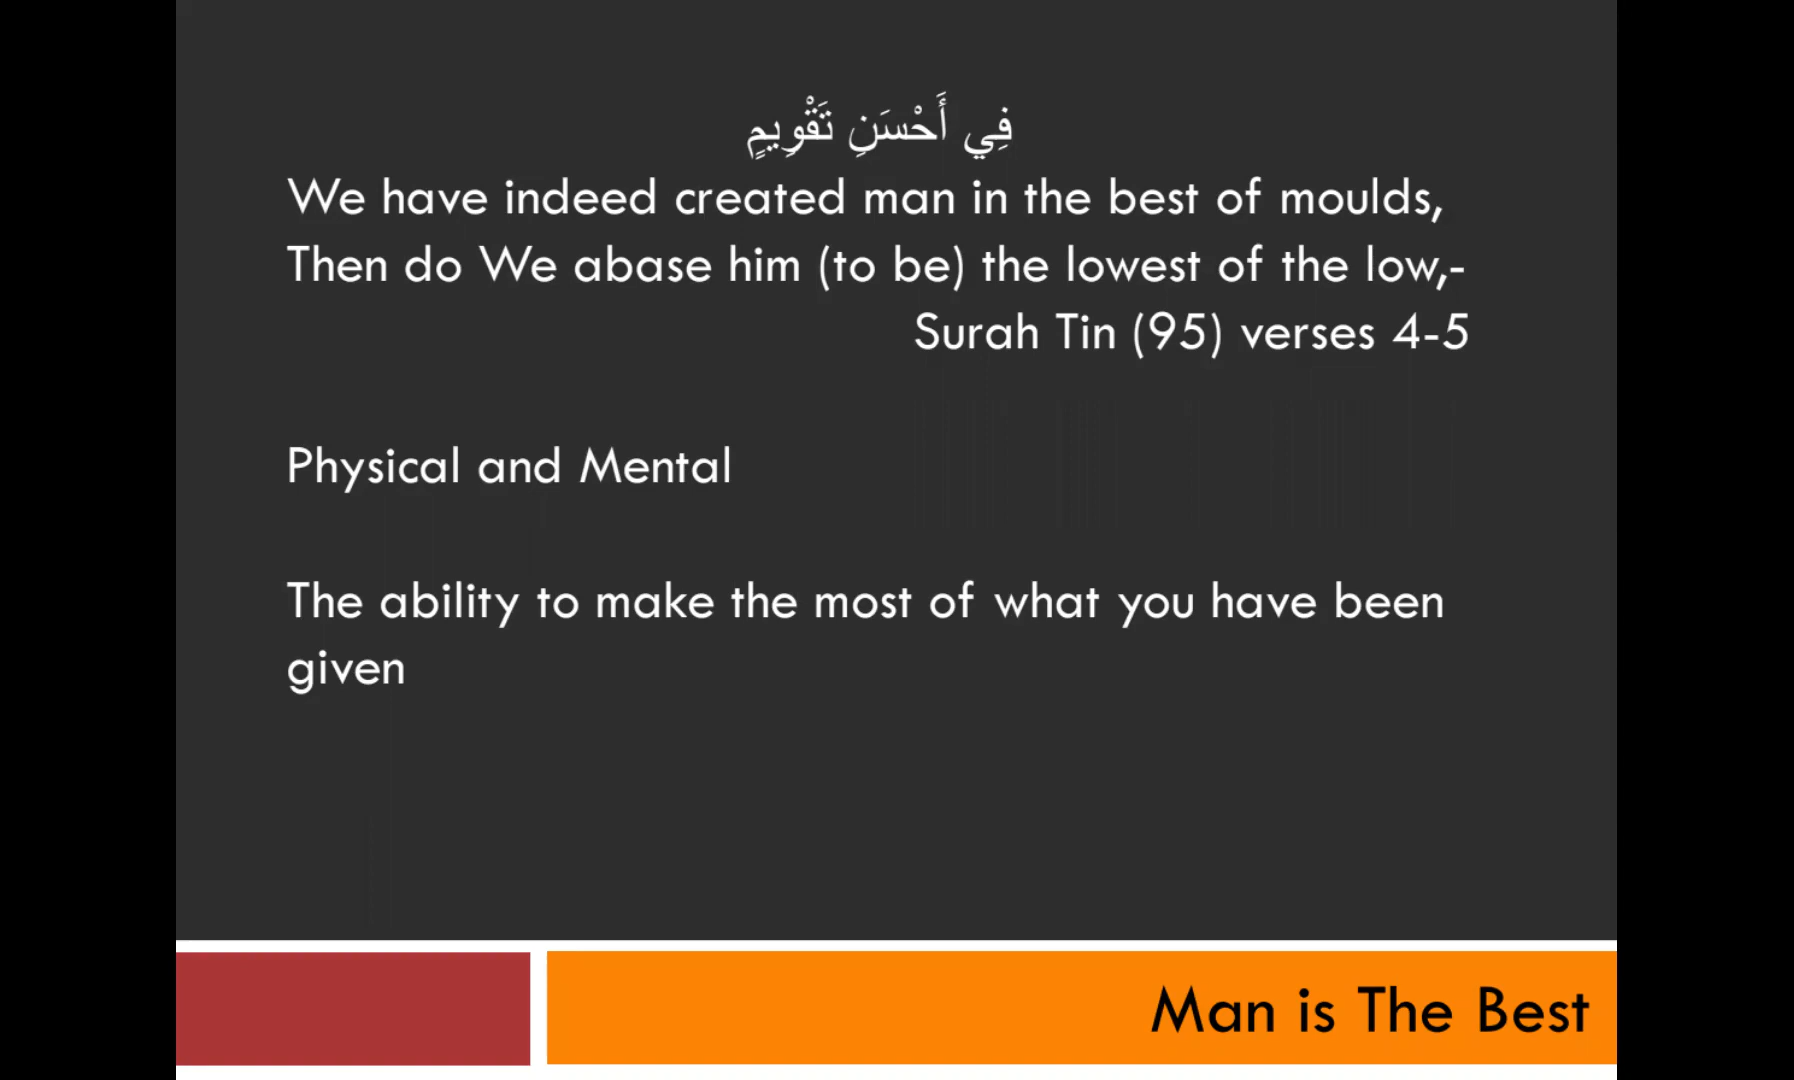 فِي أَحْسَنِ تَقْوِيمٍ
We have indeed created man in the best of moulds,
Then do We abase him (to be) the lowest of the low,-
Surah Tin (95) verses 4-5
Physical and Mental
The ability to make the most of what you have been
given
Man is The Best